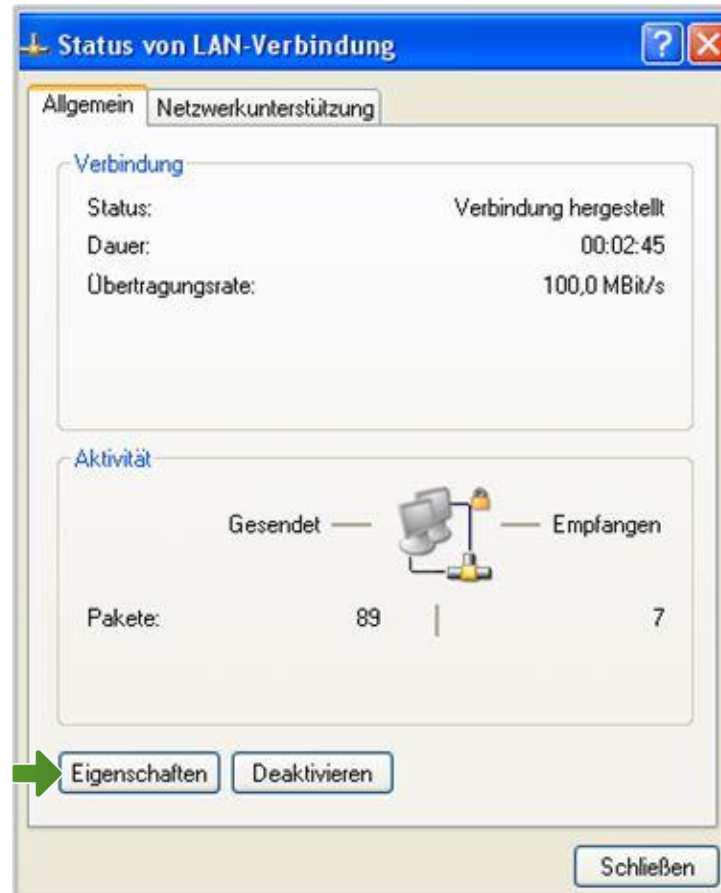 Status von LAN-Verbindung
Allgemein Netzwerkunterstützung
Verbindung
Status: Verbindung hergestellt
Dauer: 00:02:45
Übertragungsrate: 100,0 MBit/s
Aktivität
Gesendet Empfangen
Pakete: 89 7
Eigenschaften Deaktivieren
Schließen